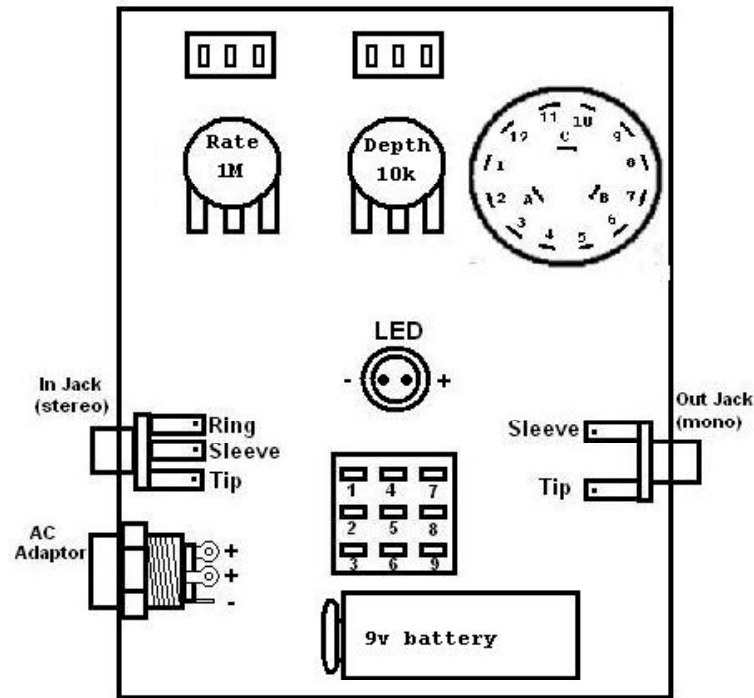 Rate
1M
Depth
10k
11 10
12 C 9
1 8
2 A B 7
3 6
4 5
LED
- +
In Jack
(stereo)
Ring
Sleeve
Tip
Out Jack
(mono)
Sleeve
Tip
AC
Adaptor
+
+
-
1 4 7
2 5 8
3 6 9
9v battery